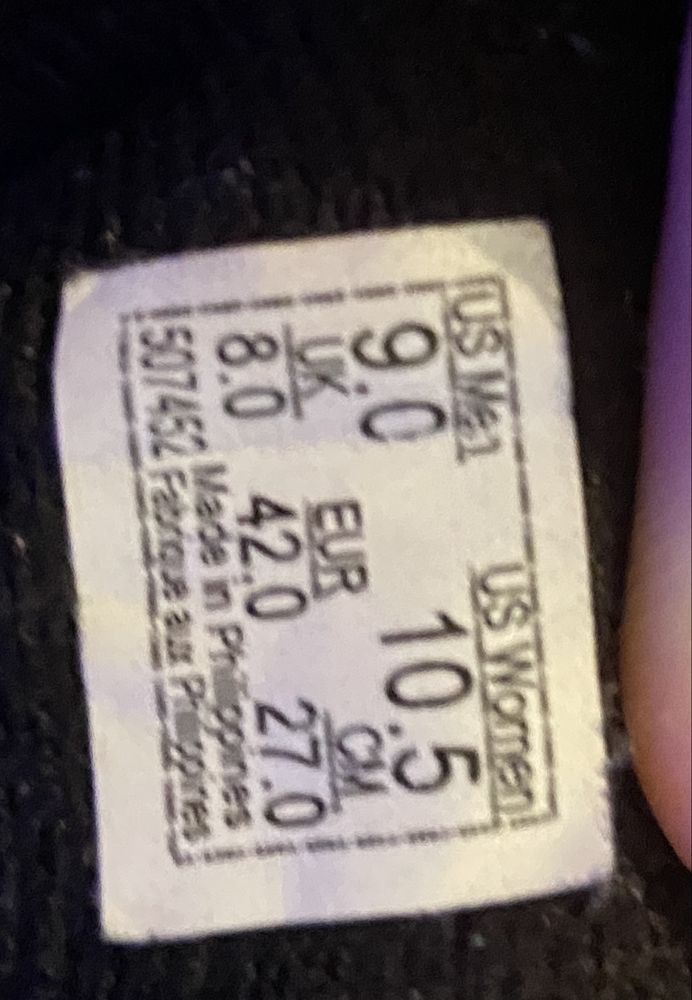 US Men US Women
9.0 10.5
UK EUR CM
8.0 42.0 27.0
507452 Made in Philippines
Fabriqué aux Philippines